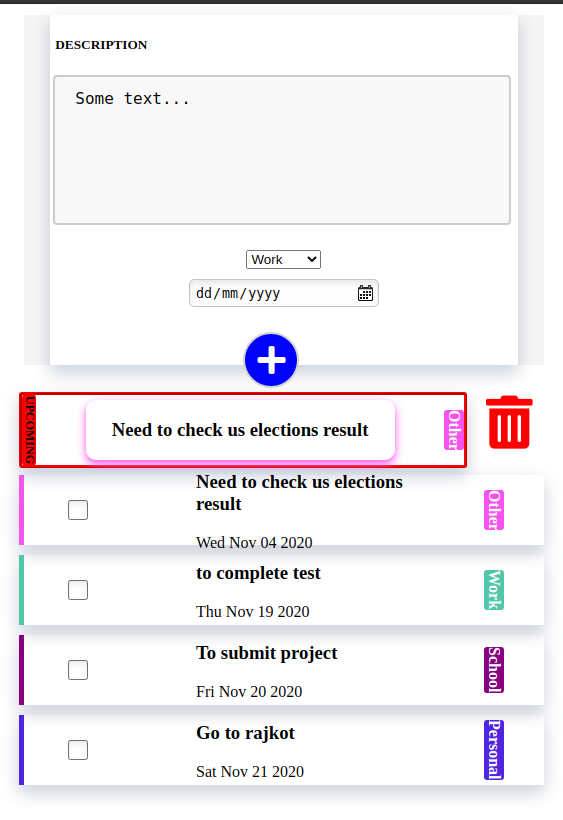 DESCRIPTION
Some text...
Work
dd/mm/yyyy
UPCOMING
Need to check us elections result
Other
Need to check us elections
result
Wed Nov 04 2020
Other
to complete test
Thu Nov 19 2020
Work
To submit project
Fri Nov 20 2020
School
Go to rajkot
Sat Nov 21 2020
Personal